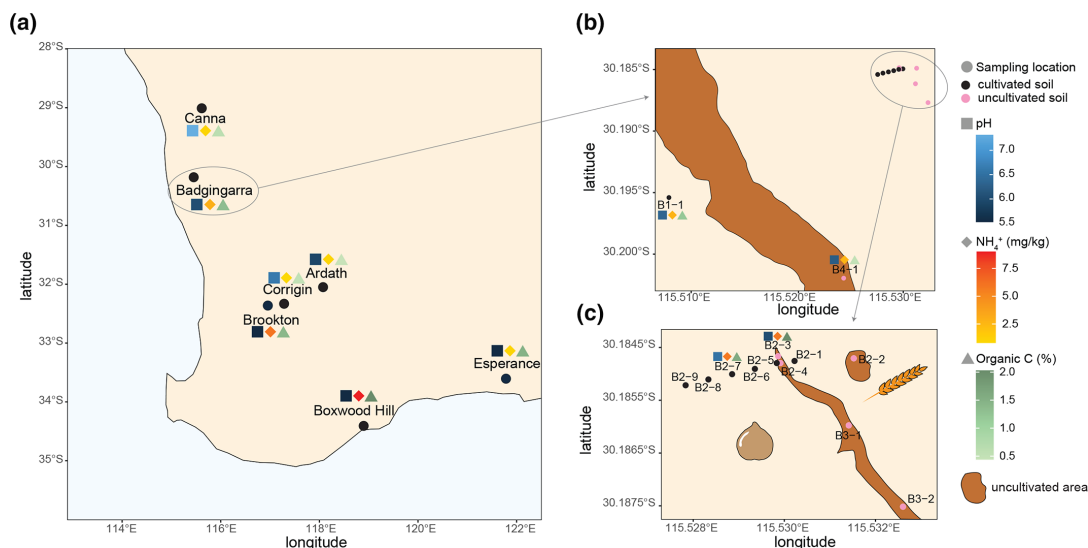 (a)
28°S
29°S
30°S
31°S
32°S
33°S
34°S
35°S
latitude
114°E
116°E
118°E
120°E
122°E
longitude
Canna
Badgingarra
Ardath
Corrigin
Brookton
Esperance
Boxwood Hill
(b)
30.185°S
30.190°S
30.195°S
30.200°S
latitude
B1−1
B4−1
115.510°E
115.520°E
115.530°E
longitude
(c)
30.1845°S
30.1855°S
30.1865°S
30.1875°S
latitude
B2−3
B2−7
B2−5
B2−1
B2−2
B2−9
B2−8
B2−6
B2−4
B3−1
B3−2
115.528°E
115.530°E
115.532°E
longitude
Sampling location
cultivated soil
uncultivated soil
pH
7.0
6.5
6.0
5.5
NH₄⁺ (mg/kg)
7.5
5.0
2.5
Organic C (%)
2.0
1.5
1.0
0.5
uncultivated area